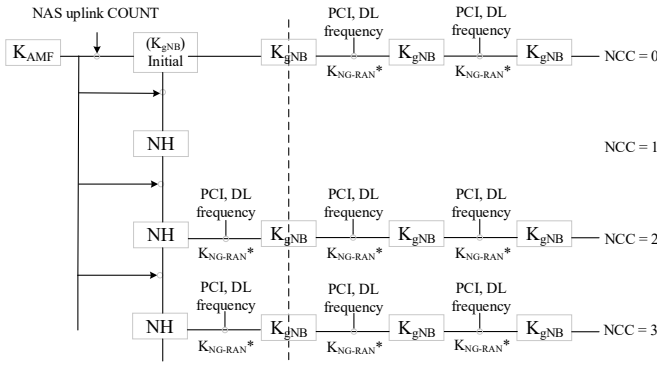 NAS uplink COUNT
PCI, DL
frequency
PCI, DL
frequency
K_AMF
(K_gNB)
Initial
K_gNB
K_NG-RAN*
K_gNB
K_NG-RAN*
K_gNB
NCC = 0
NH
NCC = 1
PCI, DL
frequency
PCI, DL
frequency
PCI, DL
frequency
NH
K_NG-RAN*
K_gNB
K_NG-RAN*
K_gNB
K_NG-RAN*
K_gNB
NCC = 2
PCI, DL
frequency
PCI, DL
frequency
PCI, DL
frequency
NH
K_NG-RAN*
K_gNB
K_NG-RAN*
K_gNB
K_NG-RAN*
K_gNB
NCC = 3